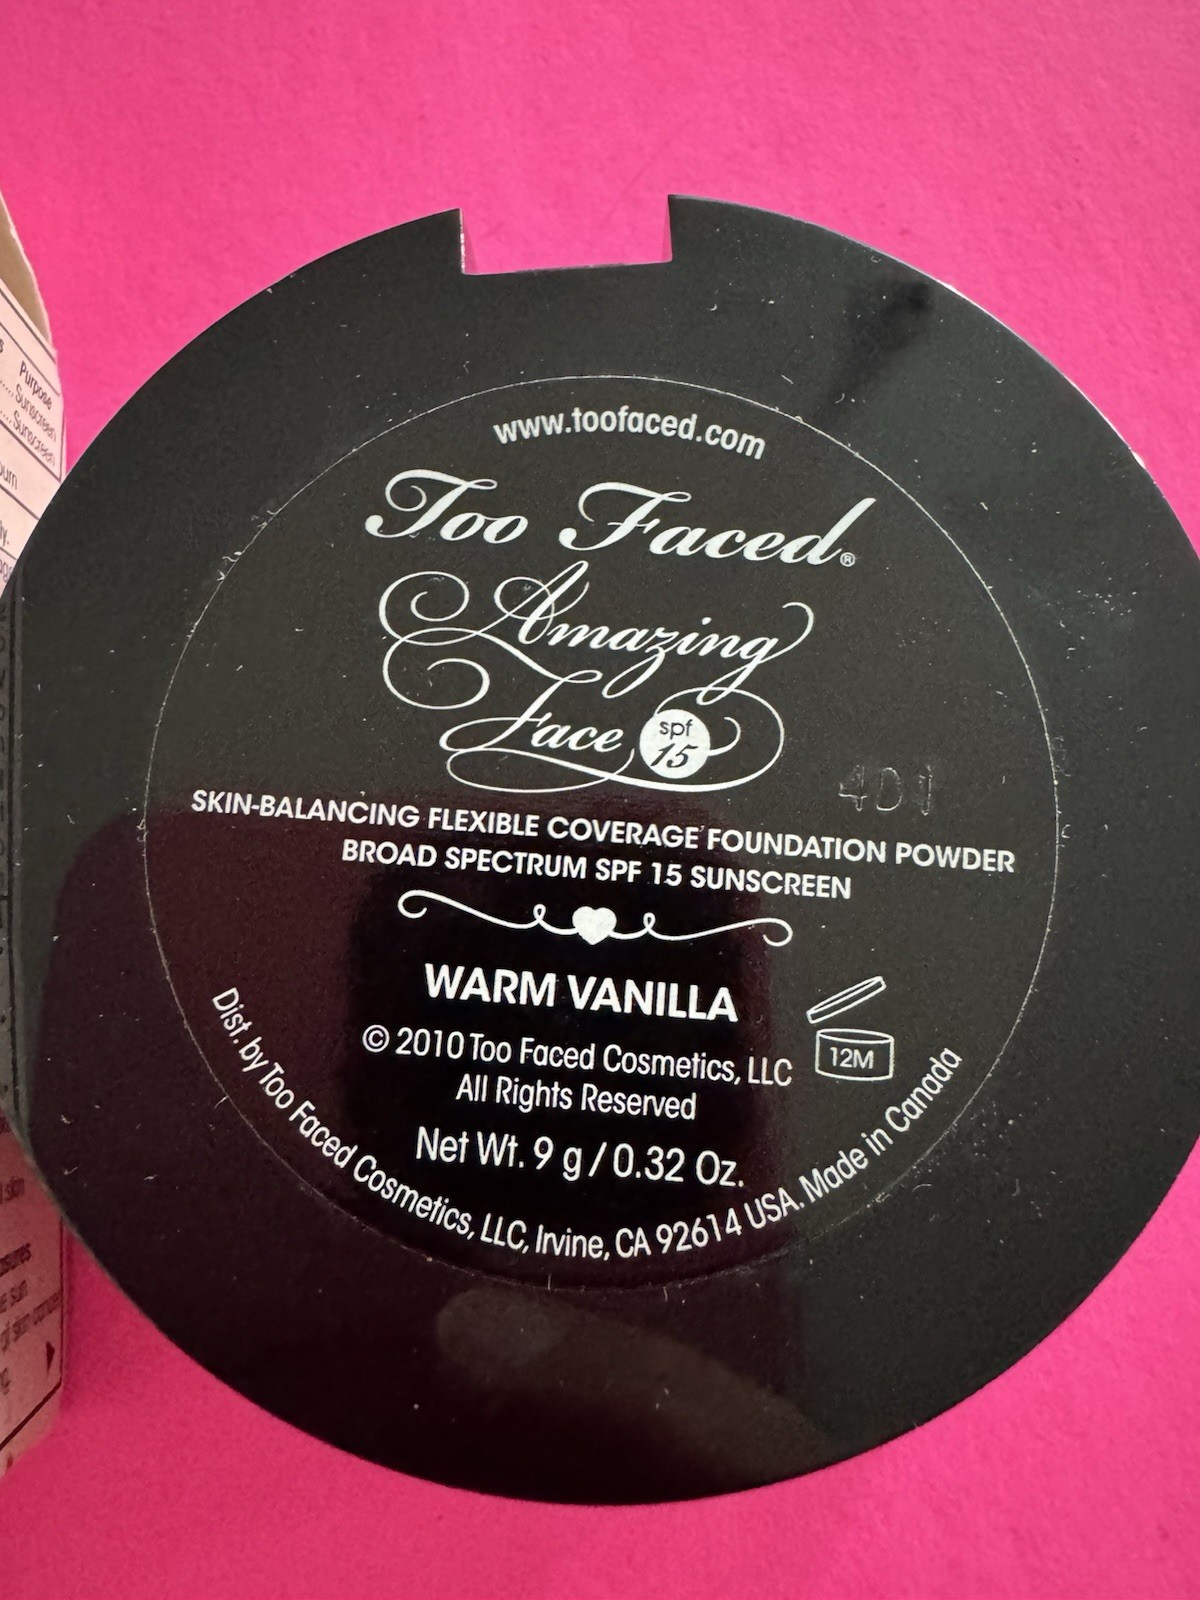 www.toofaced.com
Too Faced®
Amazing
Face spf
15
4D1
SKIN-BALANCING FLEXIBLE COVERAGE FOUNDATION POWDER
BROAD SPECTRUM SPF 15 SUNSCREEN
WARM VANILLA
© 2010 Too Faced Cosmetics, LLC
All Rights Reserved
12M
Net Wt. 9 g / 0.32 Oz.
Dist. by Too Faced Cosmetics, LLC, Irvine, CA 92614 USA. Made in Canada
Purpose
Sunscreen
Sunscreen
skin
sun